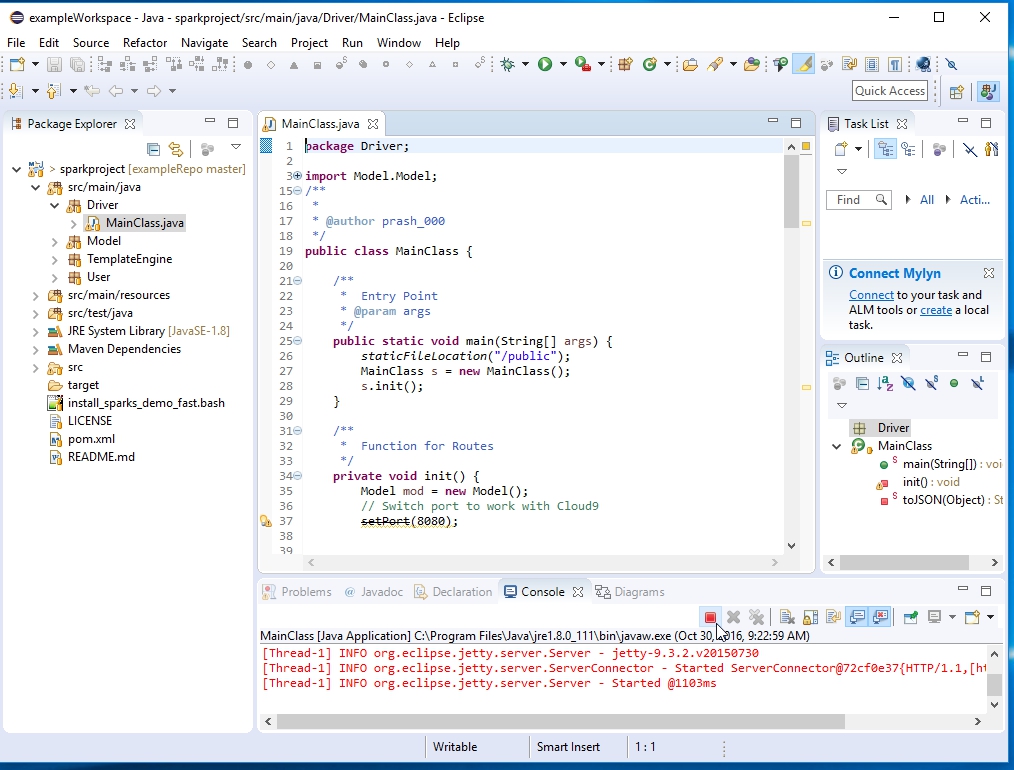 exampleWorkspace - Java - sparkproject/src/main/java/Driver/MainClass.java - Eclipse
File Edit Source Refactor Navigate Search Project Run Window Help
Quick Access
Package Explorer
> sparkproject [exampleRepo master]
src/main/java
Driver
MainClass.java
Model
TemplateEngine
User
src/main/resources
src/test/java
JRE System Library [JavaSE-1.8]
Maven Dependencies
src
target
install_sparks_demo_fast.bash
LICENSE
pom.xml
README.md
MainClass.java
1 package Driver;
2
3 import Model.Model;
15 /**
16 *
17 * @author prash_000
18 */
19 public class MainClass {
20
21 /**
22 * Entry Point
23 * @param args
24 */
25 public static void main(String[] args) {
26 staticFileLocation("/public");
27 MainClass s = new MainClass();
28 s.init();
29 }
30
31 /**
32 * Function for Routes
33 */
34 private void init() {
35 Model mod = new Model();
36 // Switch port to work with Cloud9
37 setPort(8080);
38
39
Task List
Find All Acti...
Connect Mylyn
Connect to your task and
ALM tools or create a local
task.
Outline
Driver
MainClass
main(String[]) : voi
init() : void
toJSON(Object) : St
Problems Javadoc Declaration Console Diagrams
MainClass [Java Application] C:\Program Files\Java\jre1.8.0_111\bin\javaw.exe (Oct 30, 2016, 9:22:59 AM)
[Thread-1] INFO org.eclipse.jetty.server.Server - jetty-9.3.2.v20150730
[Thread-1] INFO org.eclipse.jetty.server.ServerConnector - Started ServerConnector@72cf0e37{HTTP/1.1,[ht
[Thread-1] INFO org.eclipse.jetty.server.Server - Started @1103ms
Writable Smart Insert 1 : 1